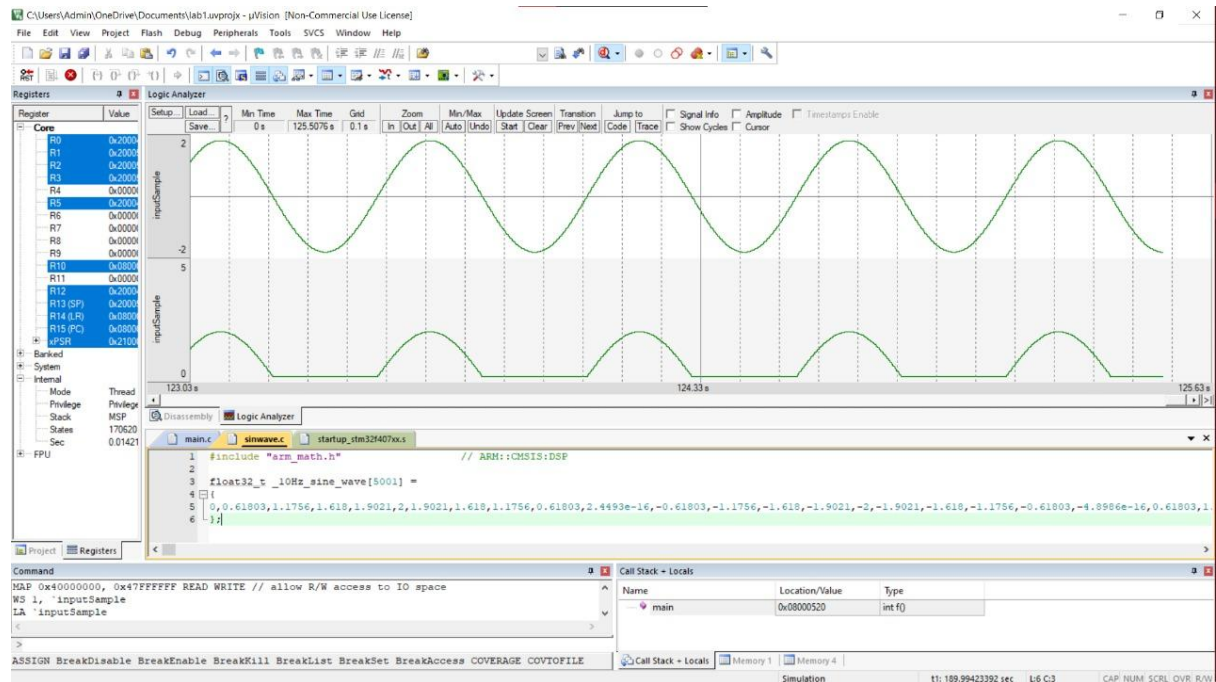 C:\Users\Admin\OneDrive\Documents\lab1.uvprojx - µVision [Non-Commercial Use License]
File Edit View Project Flash Debug Peripherals Tools SVCS Window Help
Registers
Register Value
Core
R0 0x2000
R1 0x2000
R2 0x2000
R3 0x2000
R4 0x0000
R5 0x2000
R6 0x0000
R7 0x0000
R8 0x0000
R9 0x0000
R10 0x0800
R11 0x0000
R12 0x2000
R13 (SP) 0x2000
R14 (LR) 0x0800
R15 (PC) 0x0800
xPSR 0x2100
Banked
System
Internal
Mode Thread
Privilege Privilege
Stack MSP
States 170620
Sec 0.01421
FPU
Project Registers
Logic Analyzer
Setup... Load... ? Min Time Max Time Grid Zoom Min/Max Update Screen Transition Jump to Signal Info Amplitude Timestamps Enable
Save... 0 s 125.5076 s 0.1 s In Out All Auto Undo Start Clear Prev Next Code Trace Show Cycles Cursor
2
inputSample
-2
5
inputSample
0
123.03 s 124.33 s 125.63 s
Disassembly Logic Analyzer
main.c sinwave.c startup_stm32f407xx.s
1 #include "arm_math.h" // ARM::CMSIS:DSP
2
3 float32_t _10Hz_sine_wave[5001] =
4 {
5 0,0.61803,1.1756,1.618,1.9021,2,1.9021,1.618,1.1756,0.61803,2.4493e-16,-0.61803,-1.1756,-1.618,-1.9021,-2,-1.9021,-1.618,-1.1756,-0.61803,-4.8986e-16,0.61803,1.
6 };
Command
MAP 0x40000000, 0x47FFFFFF READ WRITE // allow R/W access to IO space
WS 1, `inputSample
LA `inputSample
>
ASSIGN BreakDisable BreakEnable BreakKill BreakList BreakSet BreakAccess COVERAGE COVTOFILE
Call Stack + Locals
Name Location/Value Type
main 0x08000520 int f()
Call Stack + Locals Memory 1 Memory 4
Simulation t1: 189.99423392 sec L:6 C:3 CAP NUM SCRL OVR R/W